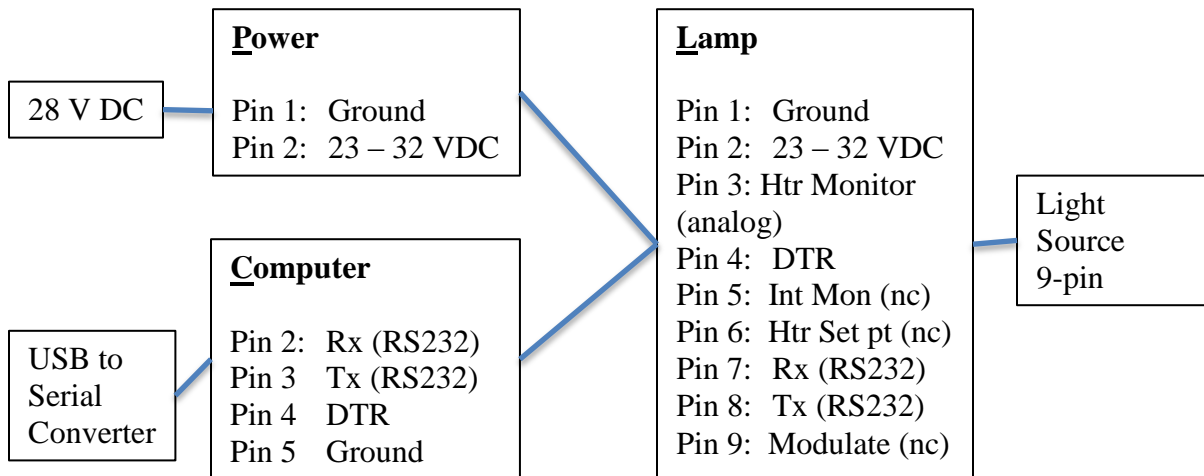 28 V DC
Power
Pin 1: Ground
Pin 2: 23 – 32 VDC
USB to
Serial
Converter
Computer
Pin 2: Rx (RS232)
Pin 3 Tx (RS232)
Pin 4 DTR
Pin 5 Ground
Lamp
Pin 1: Ground
Pin 2: 23 – 32 VDC
Pin 3: Htr Monitor
(analog)
Pin 4: DTR
Pin 5: Int Mon (nc)
Pin 6: Htr Set pt (nc)
Pin 7: Rx (RS232)
Pin 8: Tx (RS232)
Pin 9: Modulate (nc)
Light
Source
9-pin